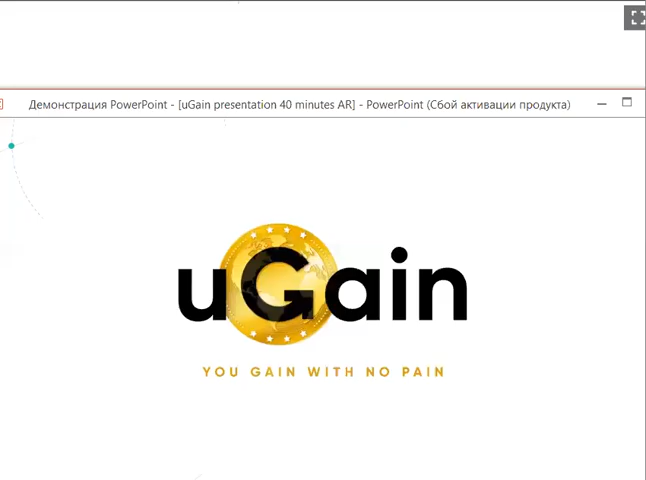 Демонстрация PowerPoint - [uGain presentation 40 minutes AR] - PowerPoint (Сбой активации продукта)
uGain
YOU GAIN WITH NO PAIN